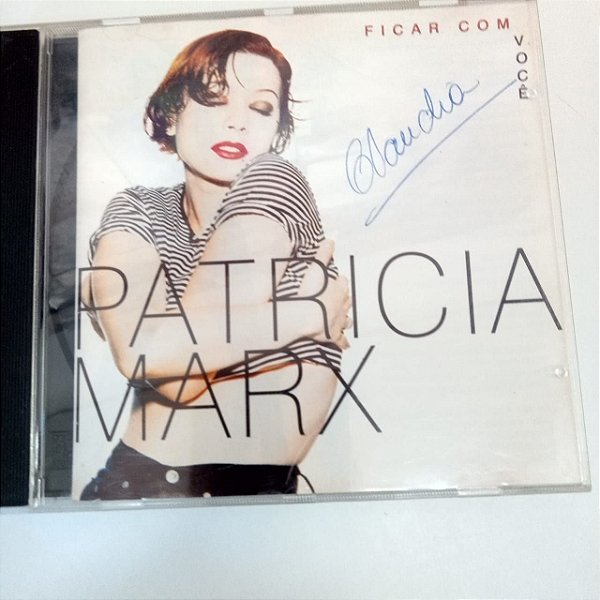 FICAR COM VOCÊ
Claudia
PATRICIA
MARX